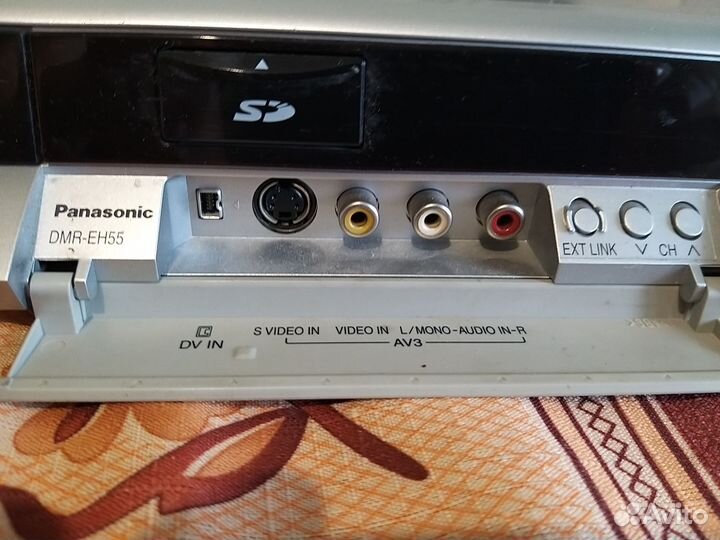 SD
Panasonic
DMR-EH55
EXT LINK
CH
DV IN
S VIDEO IN
VIDEO IN
L/MONO-AUDIO IN-R
AV3
Avito